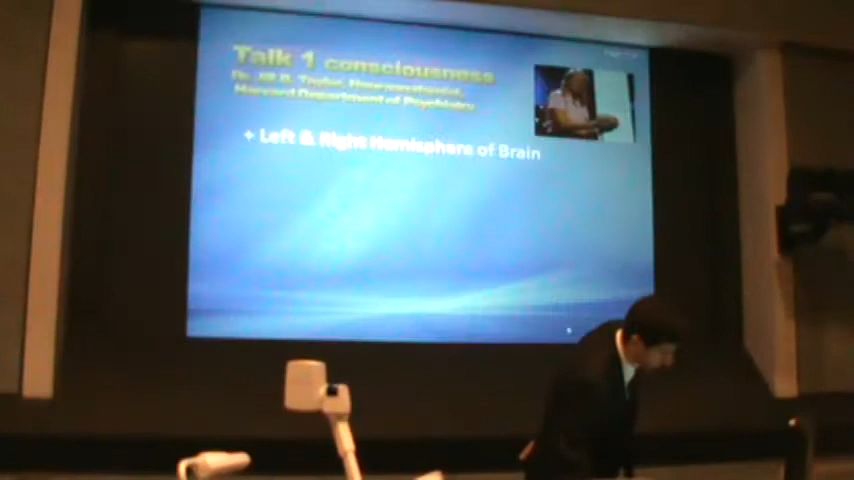 Talk 1 consciousness
Dr. Jill B. Taylor, Neuroanatomist,
Harvard Department of Psychiatry
+ Left & Right Hemisphere of Brain